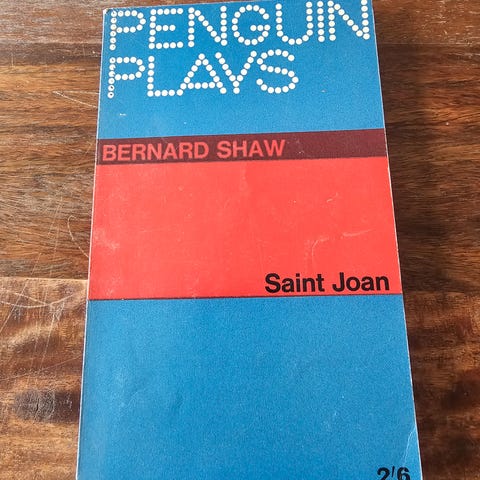 PENGUIN
PLAYS
BERNARD SHAW
Saint Joan
2'6